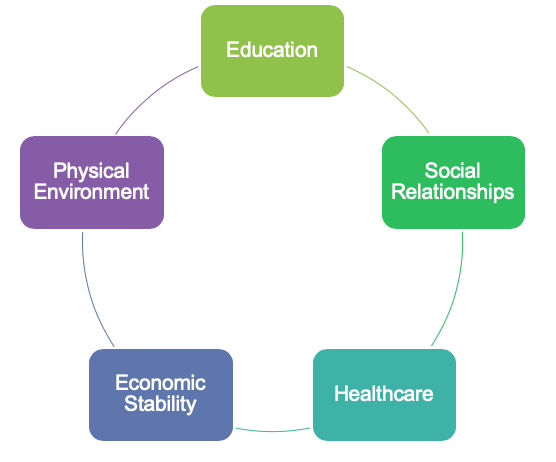 Education
Physical
Environment
Social
Relationships
Economic
Stability
Healthcare